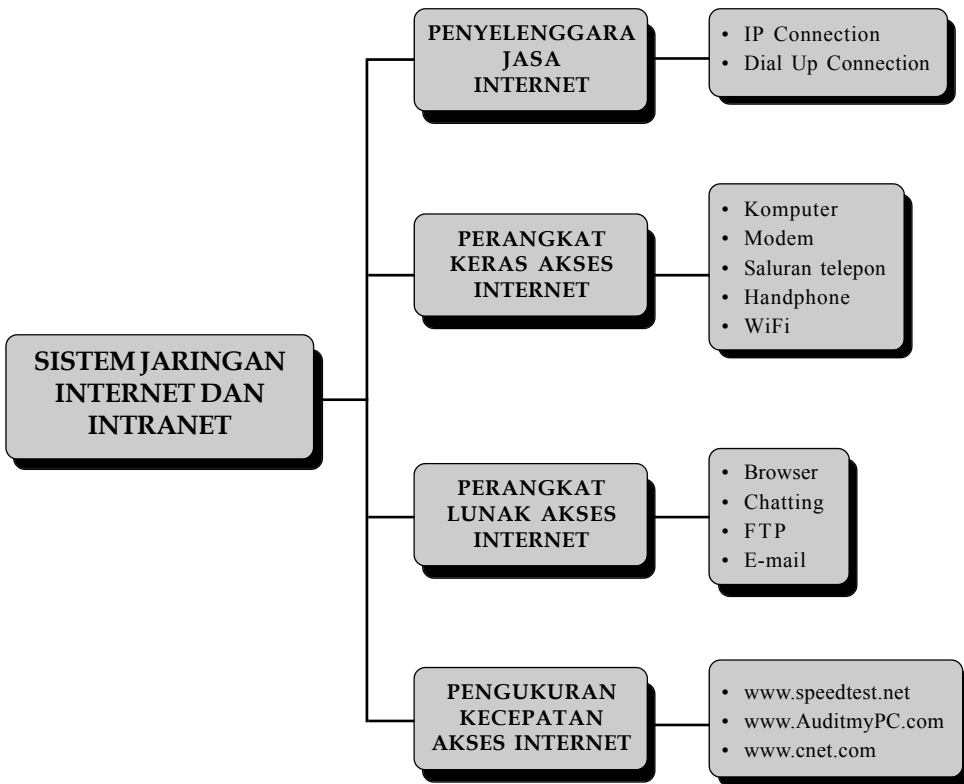 PENYELENGGARA
JASA
INTERNET
• IP Connection
• Dial Up Connection
PERANGKAT
KERAS AKSES
INTERNET
• Komputer
• Modem
• Saluran telepon
• Handphone
• WiFi
SISTEM JARINGAN
INTERNET DAN
INTRANET
PERANGKAT
LUNAK AKSES
INTERNET
• Browser
• Chatting
• FTP
• E-mail
PENGUKURAN
KECEPATAN
AKSES INTERNET
• www.speedtest.net
• www.AuditmyPC.com
• www.cnet.com